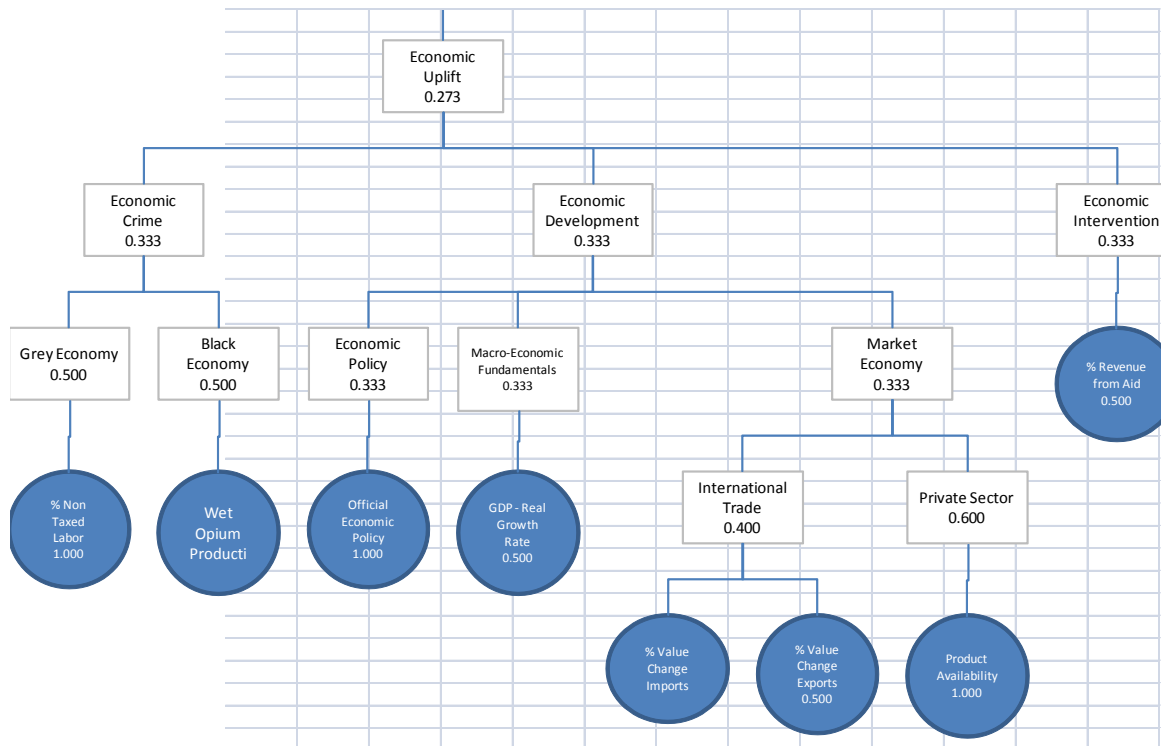 Economic
Uplift
0.273
Economic
Crime
0.333
Economic
Development
0.333
Economic
Intervention
0.333
Grey Economy
0.500
Black
Economy
0.500
Economic
Policy
0.333
Macro-Economic
Fundamentals
0.333
Market
Economy
0.333
% Revenue
from Aid
0.500
% Non
Taxed
Labor
1.000
Wet
Opium
Producti
Official
Economic
Policy
1.000
GDP - Real
Growth
Rate
0.500
International
Trade
0.400
Private Sector
0.600
% Value
Change
Imports
% Value
Change
Exports
0.500
Product
Availability
1.000